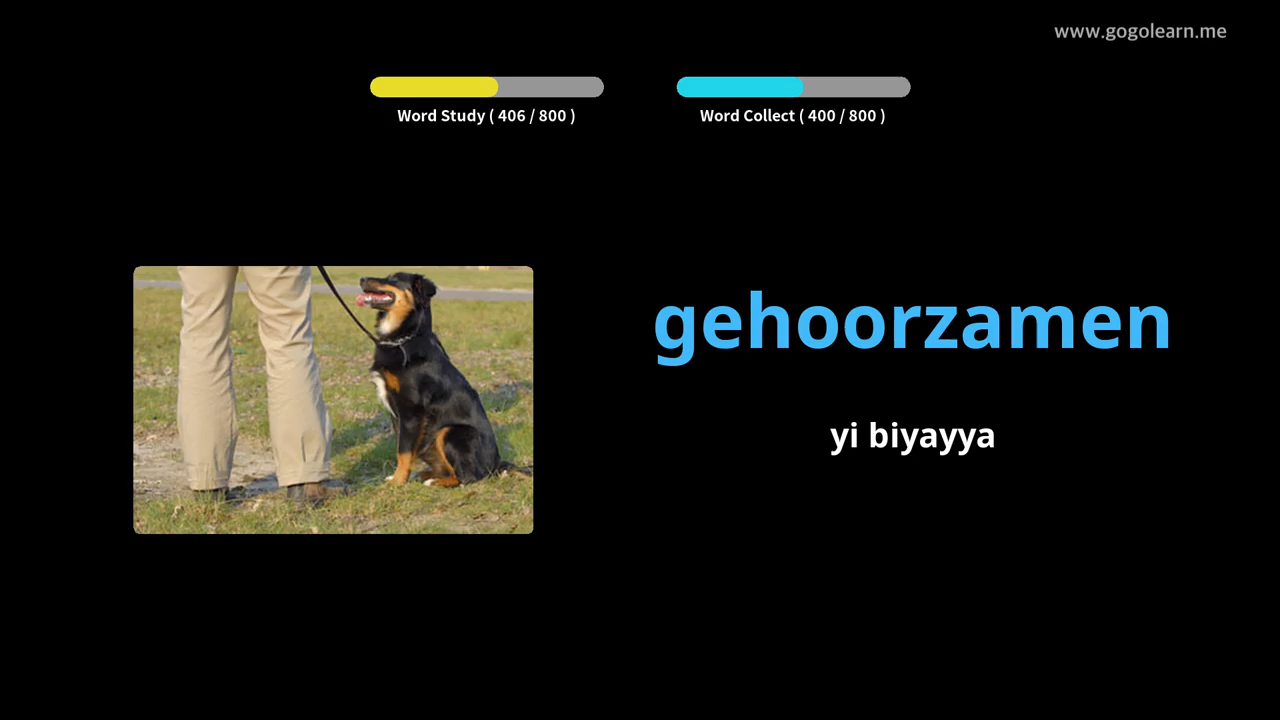 www.gogolearn.me
Word Study ( 406 / 800 )
Word Collect ( 400 / 800 )
gehoorzamen
yi biyayya